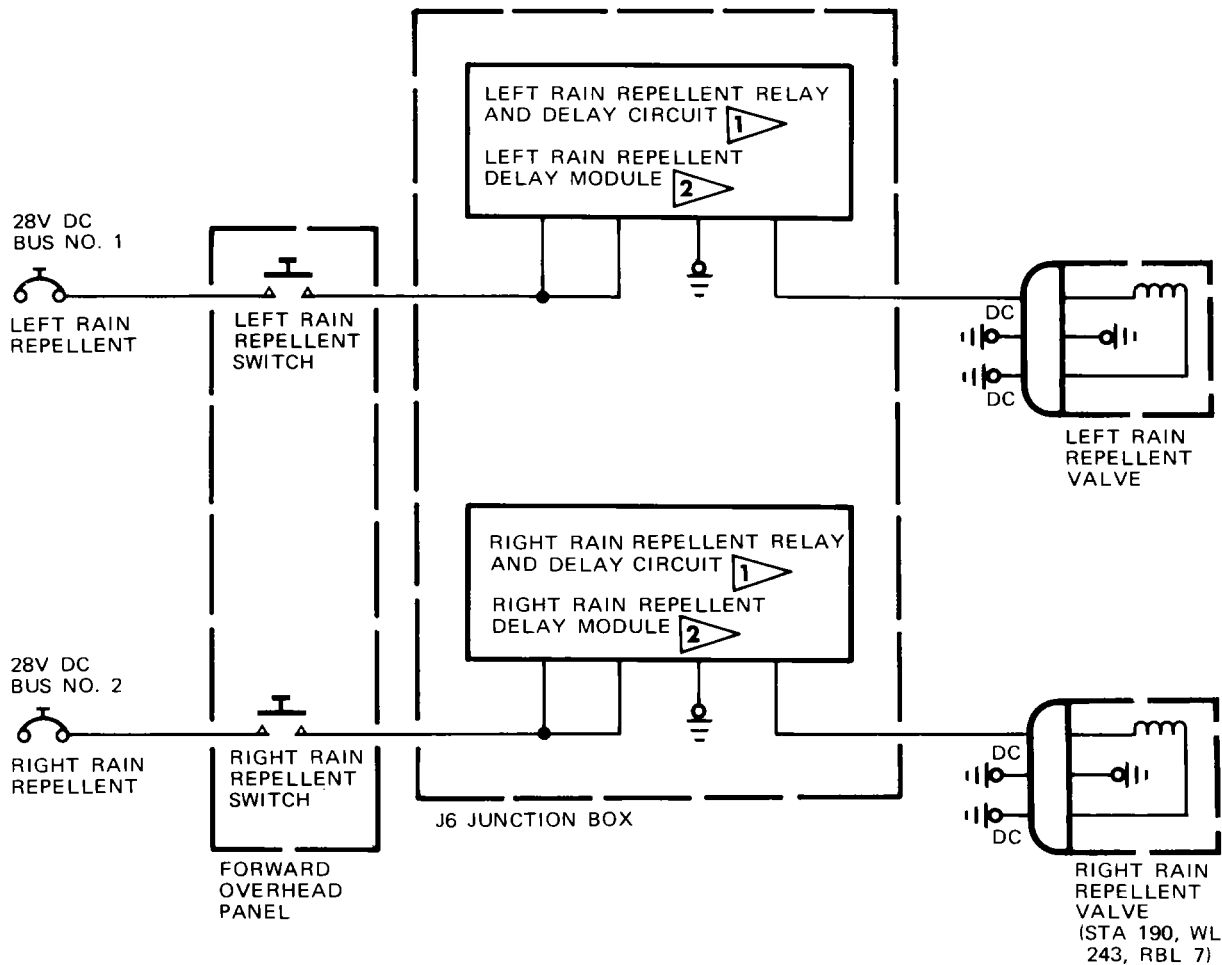 LEFT RAIN REPELLENT RELAY
AND DELAY CIRCUIT 1
LEFT RAIN REPELLENT
DELAY MODULE 2
28V DC
BUS NO. 1
LEFT RAIN
REPELLENT
LEFT RAIN
REPELLENT
SWITCH
DC
DC
LEFT RAIN
REPELLENT
VALVE
RIGHT RAIN REPELLENT RELAY
AND DELAY CIRCUIT 1
RIGHT RAIN REPELLENT
DELAY MODULE 2
28V DC
BUS NO. 2
RIGHT RAIN
REPELLENT
RIGHT RAIN
REPELLENT
SWITCH
DC
DC
J6 JUNCTION BOX
FORWARD
OVERHEAD
PANEL
RIGHT RAIN
REPELLENT
VALVE
(STA 190, WL
243, RBL 7)